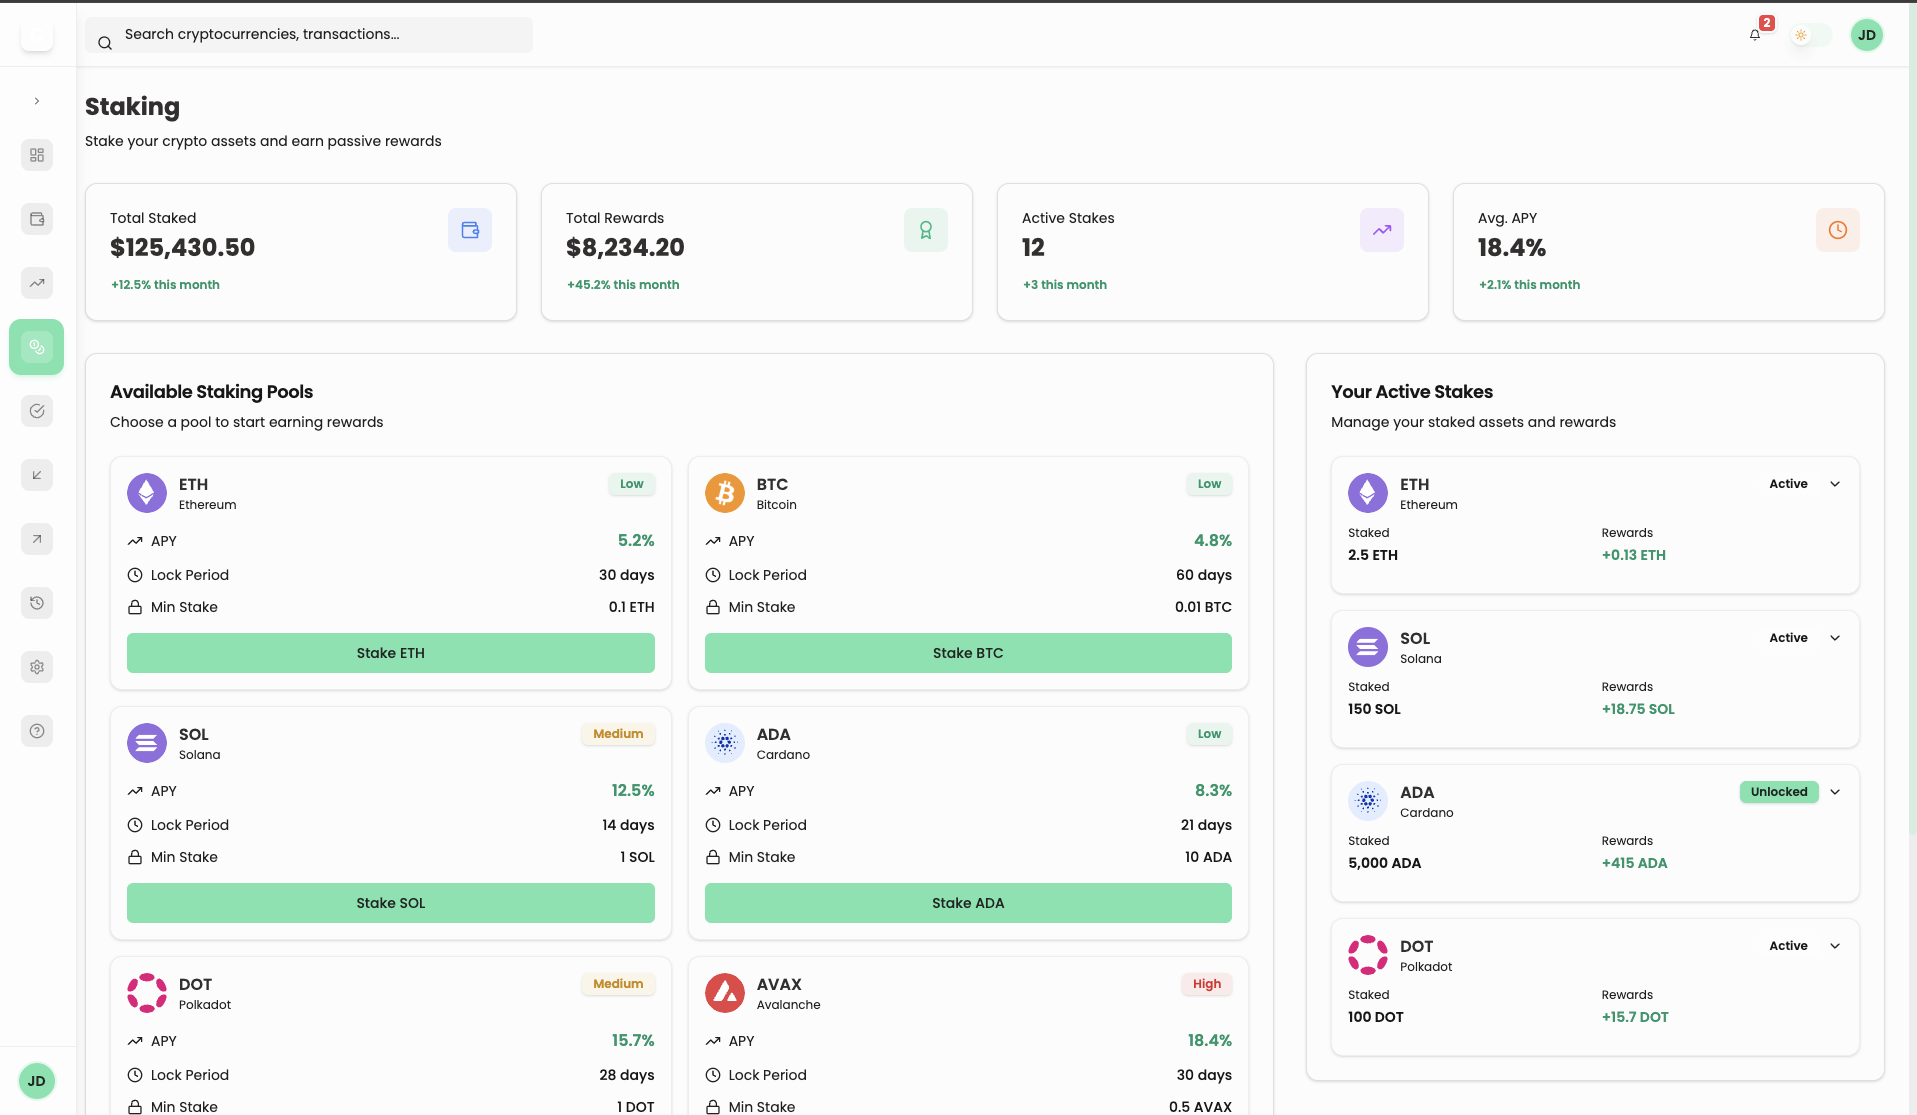 Search cryptocurrencies, transactions...
2
JD
Staking
Stake your crypto assets and earn passive rewards
Total Staked
$125,430.50
+12.5% this month
Total Rewards
$8,234.20
+45.2% this month
Active Stakes
12
+3 this month
Avg. APY
18.4%
+2.1% this month
Available Staking Pools
Choose a pool to start earning rewards
ETH
Low
Ethereum
APY 5.2%
Lock Period 30 days
Min Stake 0.1 ETH
Stake ETH
BTC
Low
Bitcoin
APY 4.8%
Lock Period 60 days
Min Stake 0.01 BTC
Stake BTC
SOL
Medium
Solana
APY 12.5%
Lock Period 14 days
Min Stake 1 SOL
Stake SOL
ADA
Low
Cardano
APY 8.3%
Lock Period 21 days
Min Stake 10 ADA
Stake ADA
DOT
Medium
Polkadot
APY 15.7%
Lock Period 28 days
Min Stake 1 DOT
AVAX
High
Avalanche
APY 18.4%
Lock Period 30 days
Min Stake 0.5 AVAX
Your Active Stakes
Manage your staked assets and rewards
ETH
Active
Ethereum
Staked Rewards
2.5 ETH +0.13 ETH
SOL
Active
Solana
Staked Rewards
150 SOL +18.75 SOL
ADA
Unlocked
Cardano
Staked Rewards
5,000 ADA +415 ADA
DOT
Active
Polkadot
Staked Rewards
100 DOT +15.7 DOT
JD